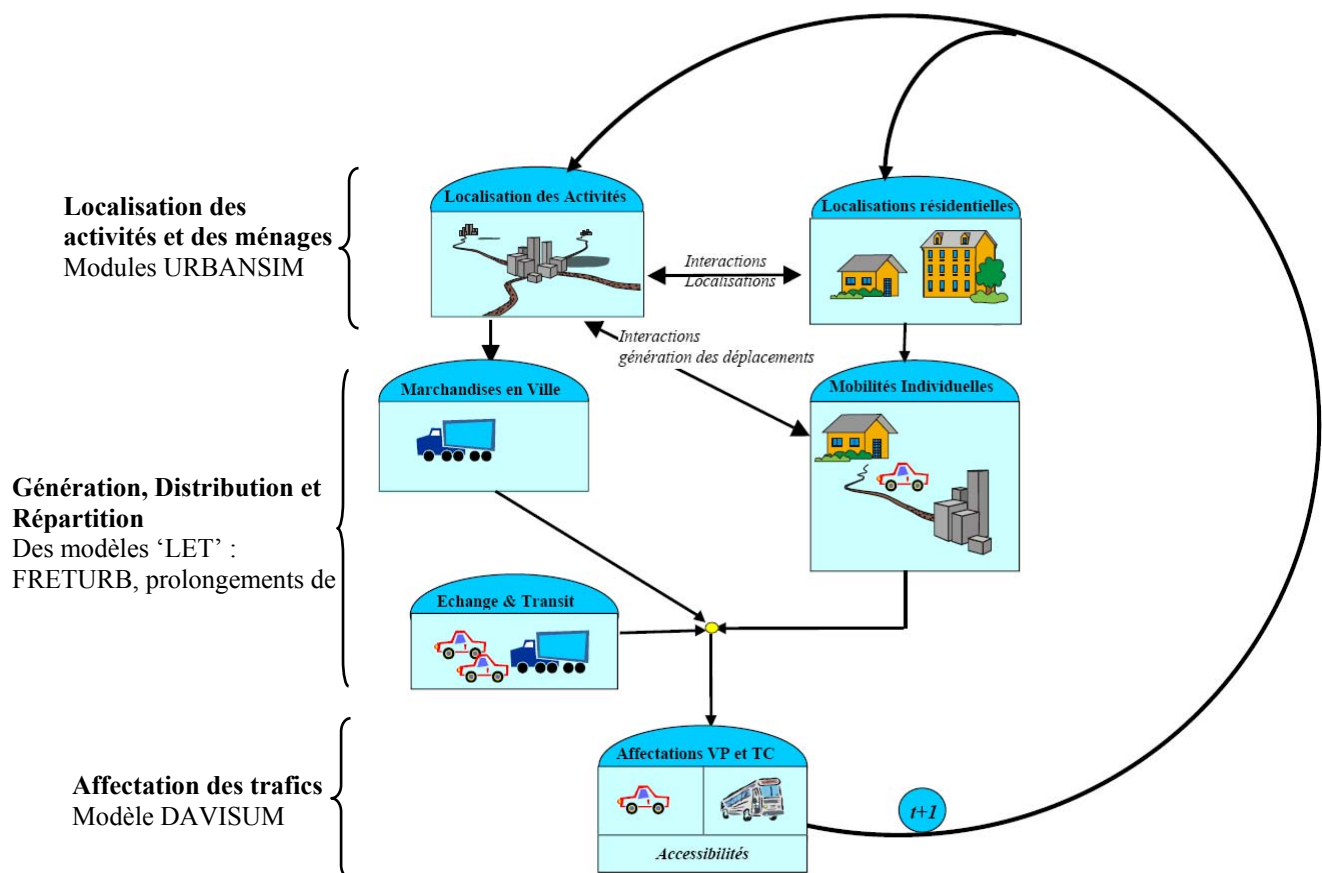 Localisation des
activités et des ménages
Modules URBANSIM
Localisation des Activités
Localisations résidentielles
Interactions
Localisations
Interactions
génération des déplacements
Génération, Distribution et
Répartition
Des modèles ‘LET’ :
FRETURB, prolongements de
Marchandises en Ville
Mobilités Individuelles
Echange & Transit
Affectation des trafics
Modèle DAVISUM
Affectations VP et TC
Accessibilités
t+1